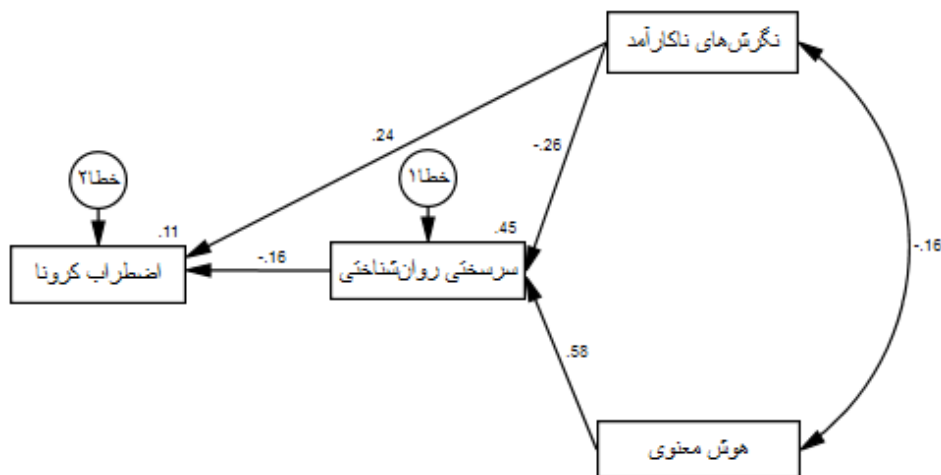 نگرش‌های ناکارآمد
.24
-.26
خطا۲
خطا۱
.11
.45
-.16
اضطراب کرونا
-.16
سرسختی روان‌شناختی
.58
هوش معنوی